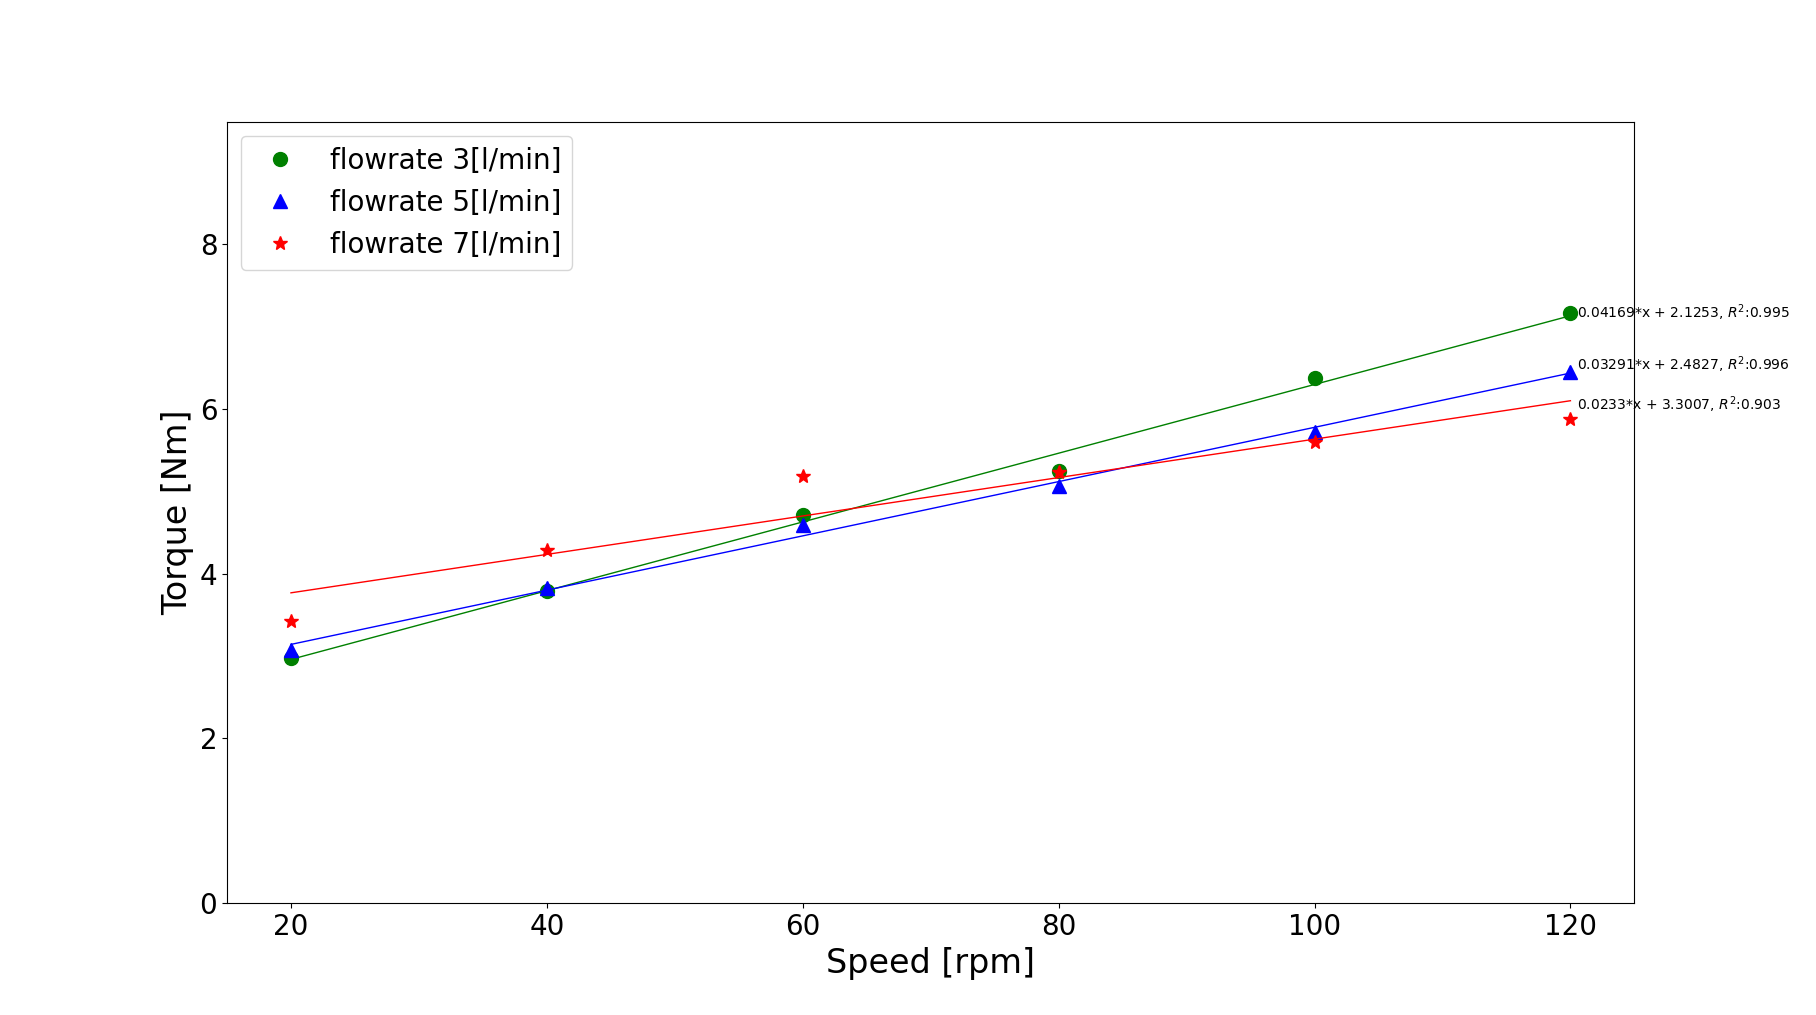 flowrate 3[l/min]
flowrate 5[l/min]
flowrate 7[l/min]
8
6
4
2
0
Torque [Nm]
0.04169*x + 2.1253, R²:0.995
0.03291*x + 2.4827, R²:0.996
0.0233*x + 3.3007, R²:0.903
20 40 60 80 100 120
Speed [rpm]